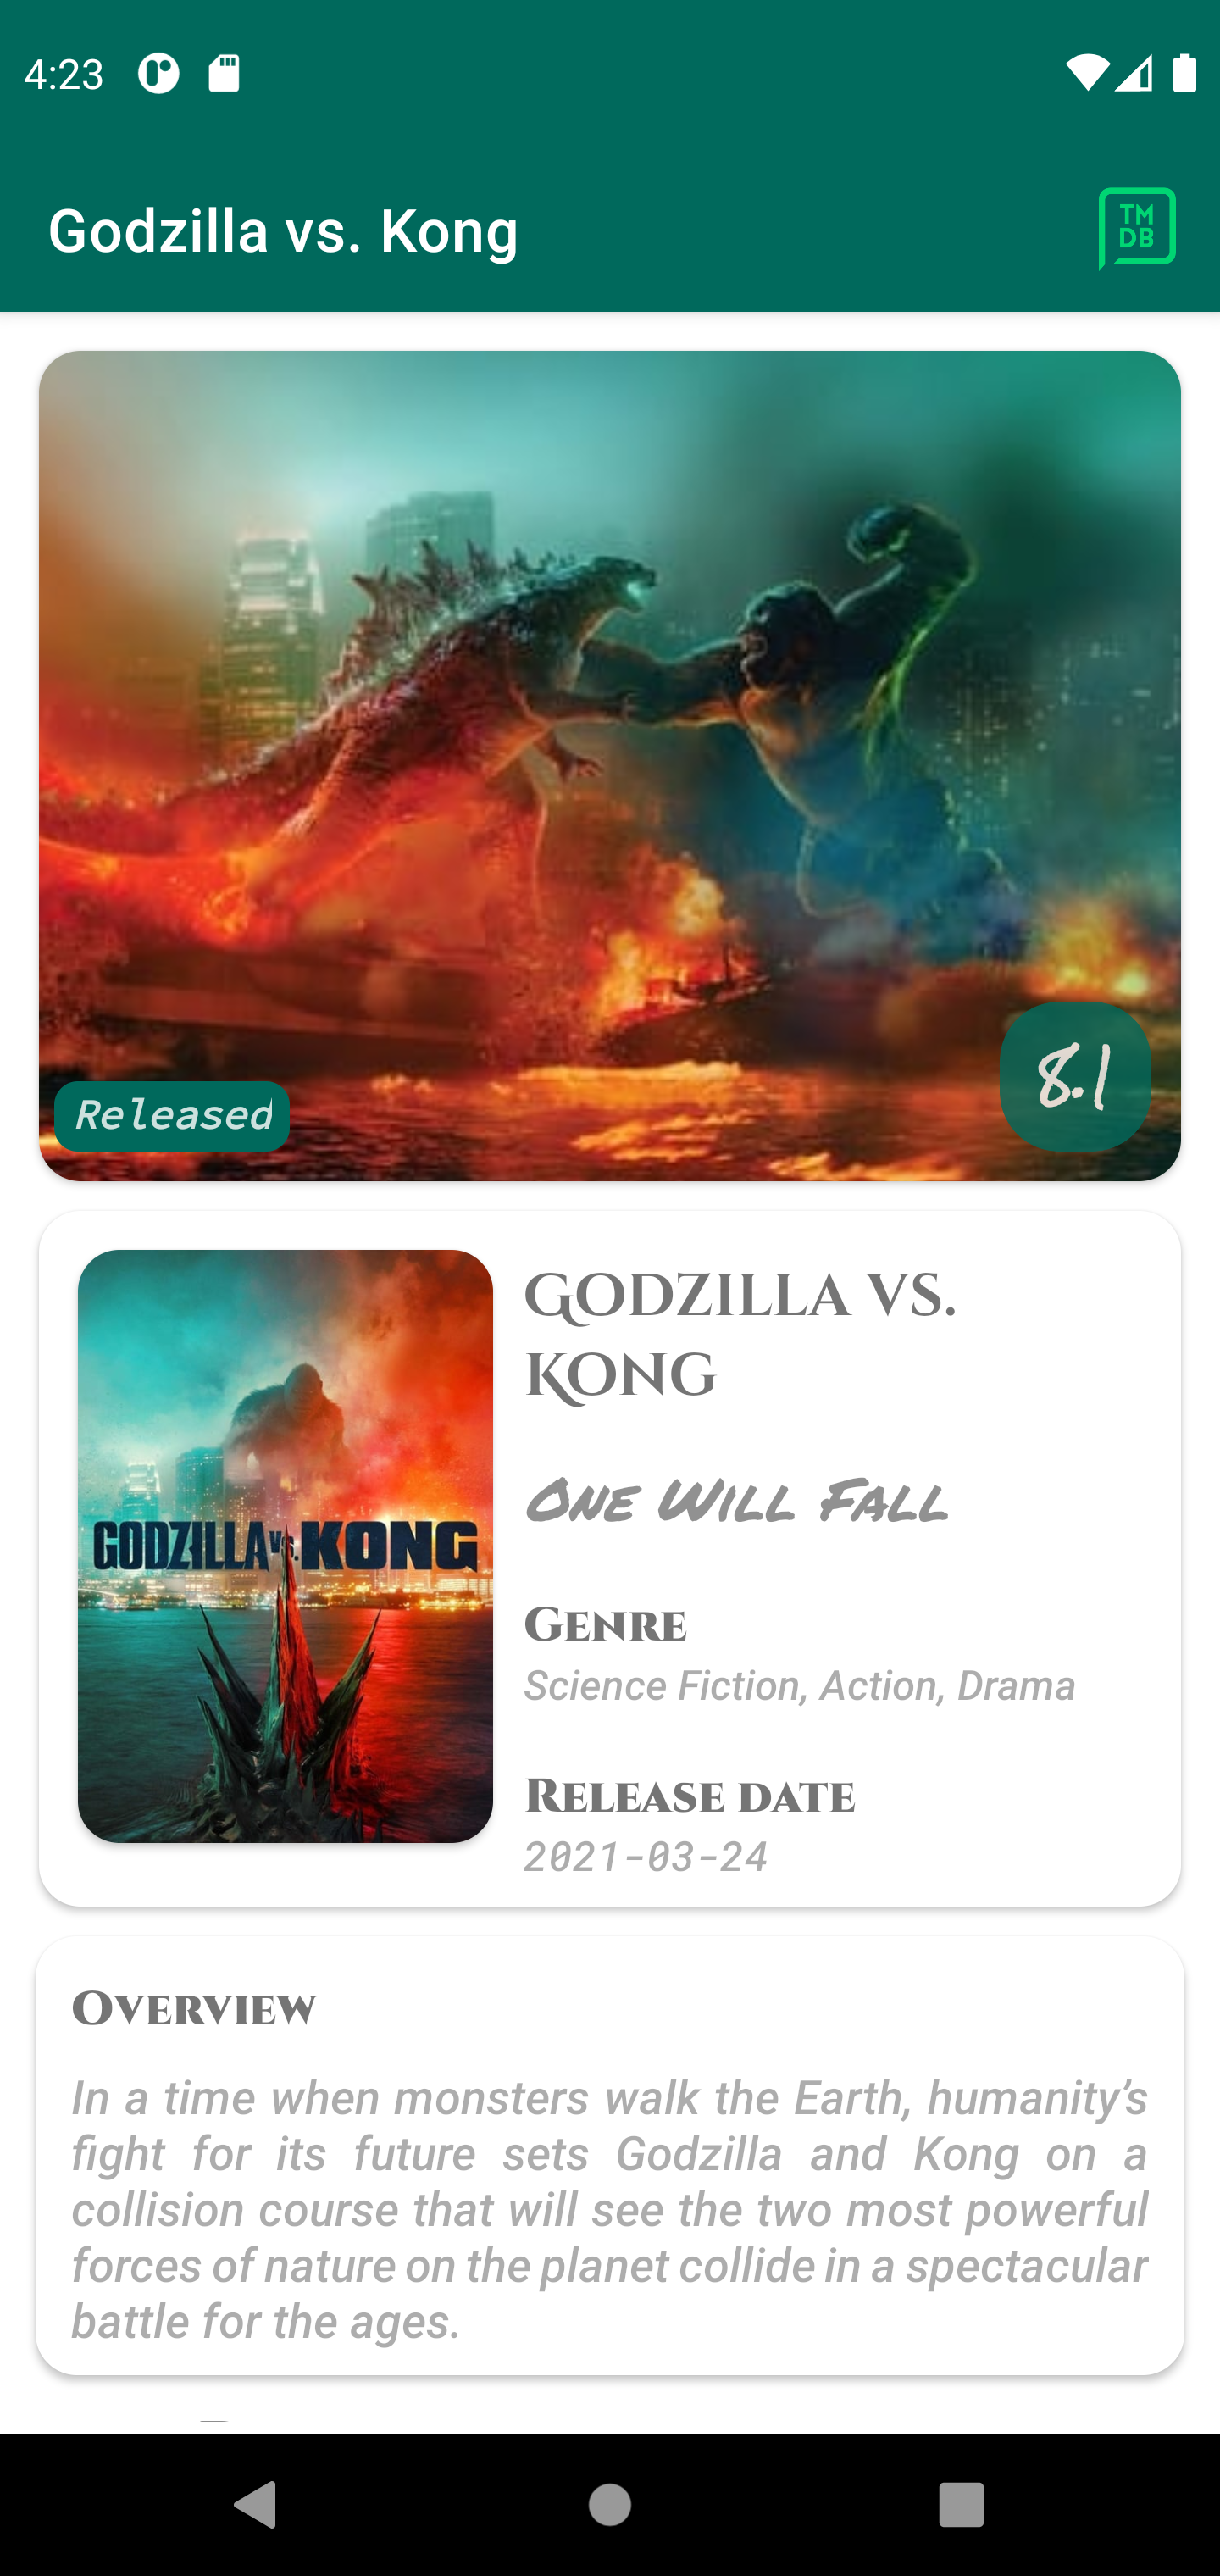 4:23
Godzilla vs. Kong
TM
DB
Released
8.1
GODZILLA VS.
KONG
GODZILLA vs. KONG
One Will Fall
Genre
Science Fiction, Action, Drama
Release date
2021-03-24
Overview
In a time when monsters walk the Earth, humanity’s
fight for its future sets Godzilla and Kong on a
collision course that will see the two most powerful
forces of nature on the planet collide in a spectacular
battle for the ages.